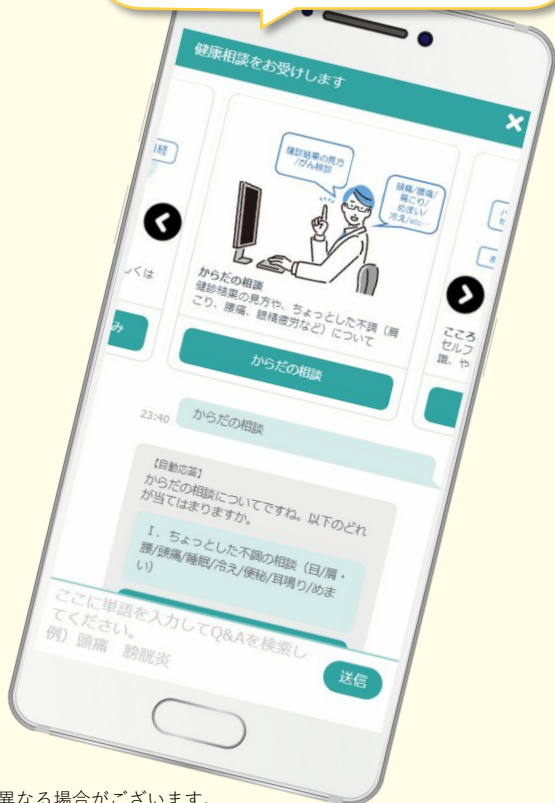 健康相談をお受けします
健診結果の見方
/がん検診
頭痛/腰痛/
肩こり/
めまい/
冷え/etc…
しくは
み
からだの相談
健診結果の見方や、ちょっとした不調（肩
こり、腰痛、眼精疲労など）について
からだの相談
こころ
セルフ
識、や
23:40
からだの相談
【自動応答】
からだの相談についてですね。以下のどれ
が当てはまりますか。
Ⅰ．ちょっとした不調の相談（目/肩・
腰/頭痛/睡眠/冷え/便秘/耳鳴り/めま
い）
ここに単語を入力してQ&Aを検索し
てください。
例）頭痛　膀胱炎
送信
異なる場合がございます。